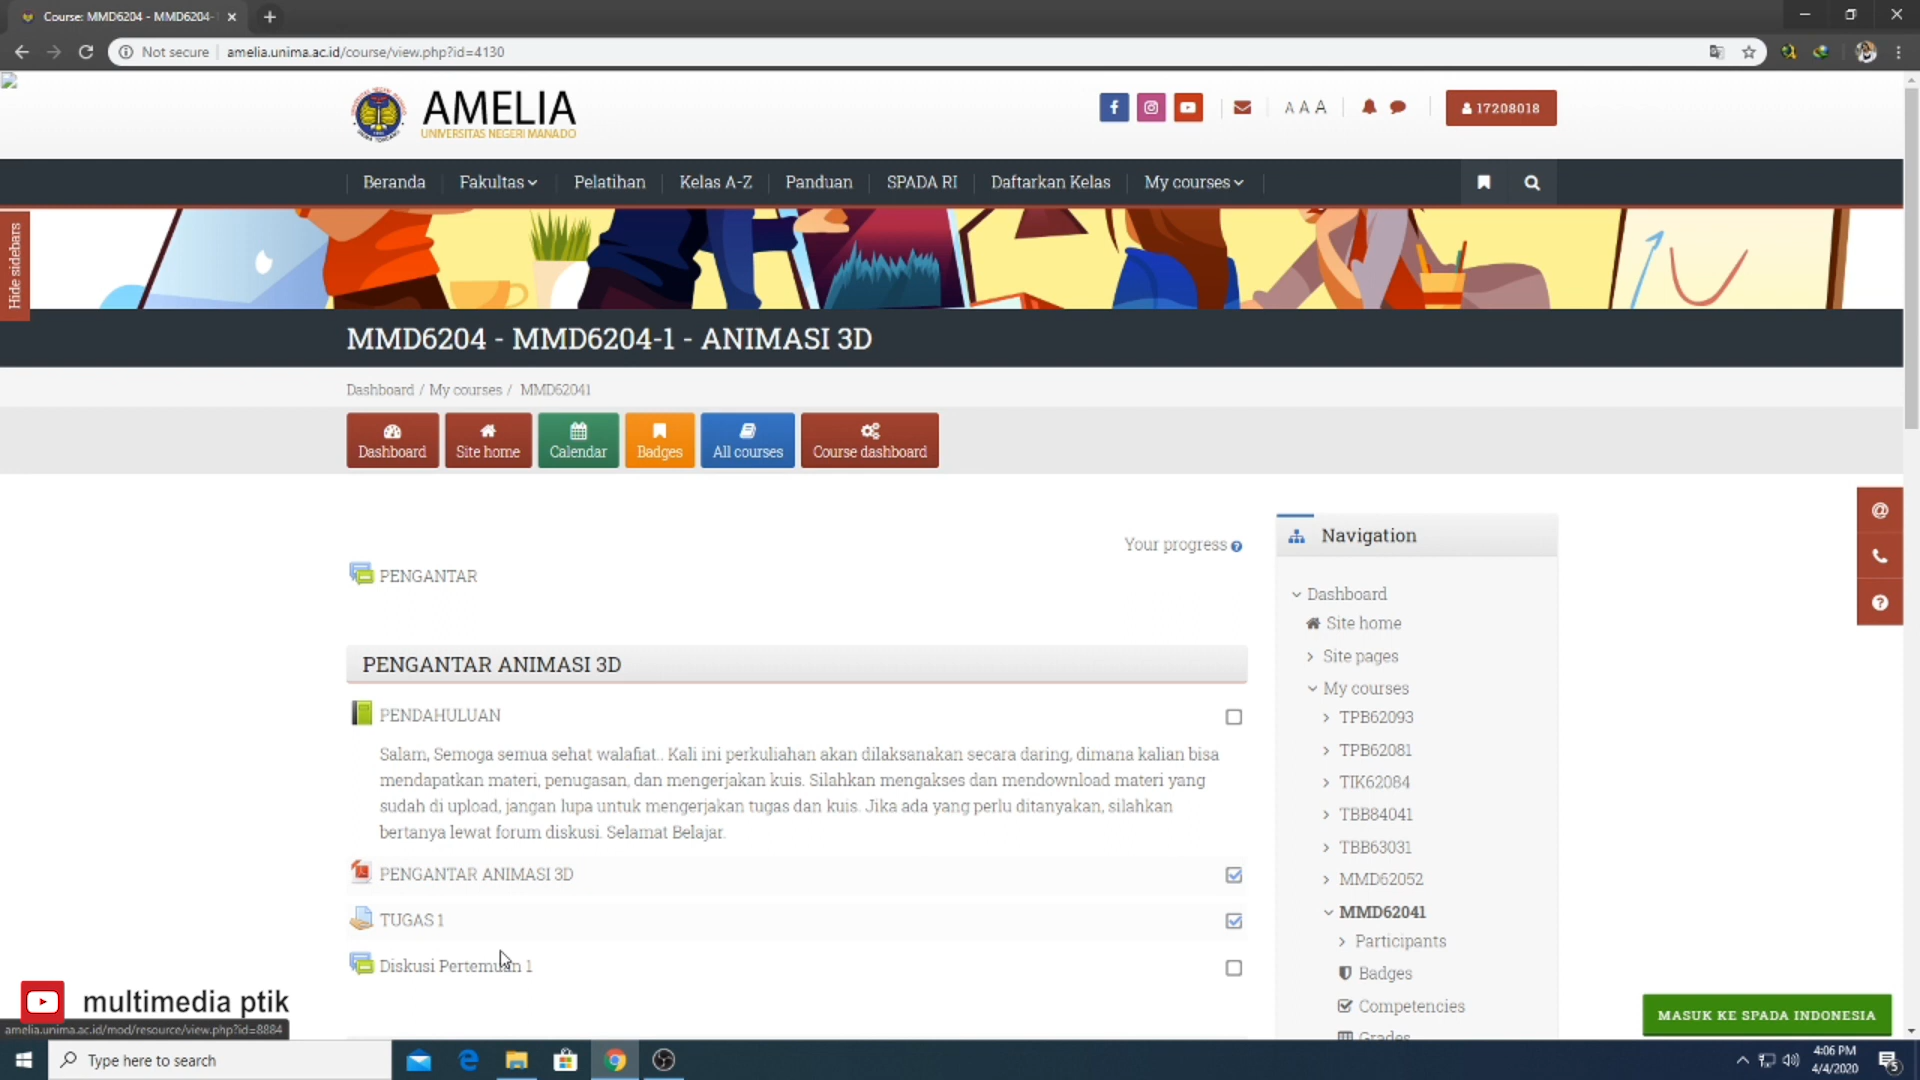 Course: MMD6204 - MMD6204-
Not secure
amelia.unima.ac.id/course/view.php?id=4130
AMELIA
UNIVERSITAS NEGERI MANADO
A A A
17208018
Beranda
Fakultas
Pelatihan
Kelas A-Z
Panduan
SPADA RI
Daftarkan Kelas
My courses
Hide sidebars
MMD6204 - MMD6204-1 - ANIMASI 3D
Dashboard / My courses / MMD62041
Dashboard
Site home
Calendar
Badges
All courses
Course dashboard
Your progress
PENGANTAR
PENGANTAR ANIMASI 3D
PENDAHULUAN
Salam, Semoga semua sehat walafiat.. Kali ini perkuliahan akan dilaksanakan secara daring, dimana kalian bisa
mendapatkan materi, penugasan, dan mengerjakan kuis. Silahkan mengakses dan mendownload materi yang
sudah di upload, jangan lupa untuk mengerjakan tugas dan kuis. Jika ada yang perlu ditanyakan, silahkan
bertanya lewat forum diskusi. Selamat Belajar.
PENGANTAR ANIMASI 3D
TUGAS 1
Diskusi Pertemuan 1
Navigation
Dashboard
Site home
Site pages
My courses
TPB62093
TPB62081
TIK62084
TBB84041
TBB63031
MMD62052
MMD62041
Participants
Badges
Competencies
Grades
MASUK KE SPADA INDONESIA
multimedia ptik
amelia.unima.ac.id/mod/resource/view.php?id=8884
Type here to search
4:06 PM
4/4/2020
5